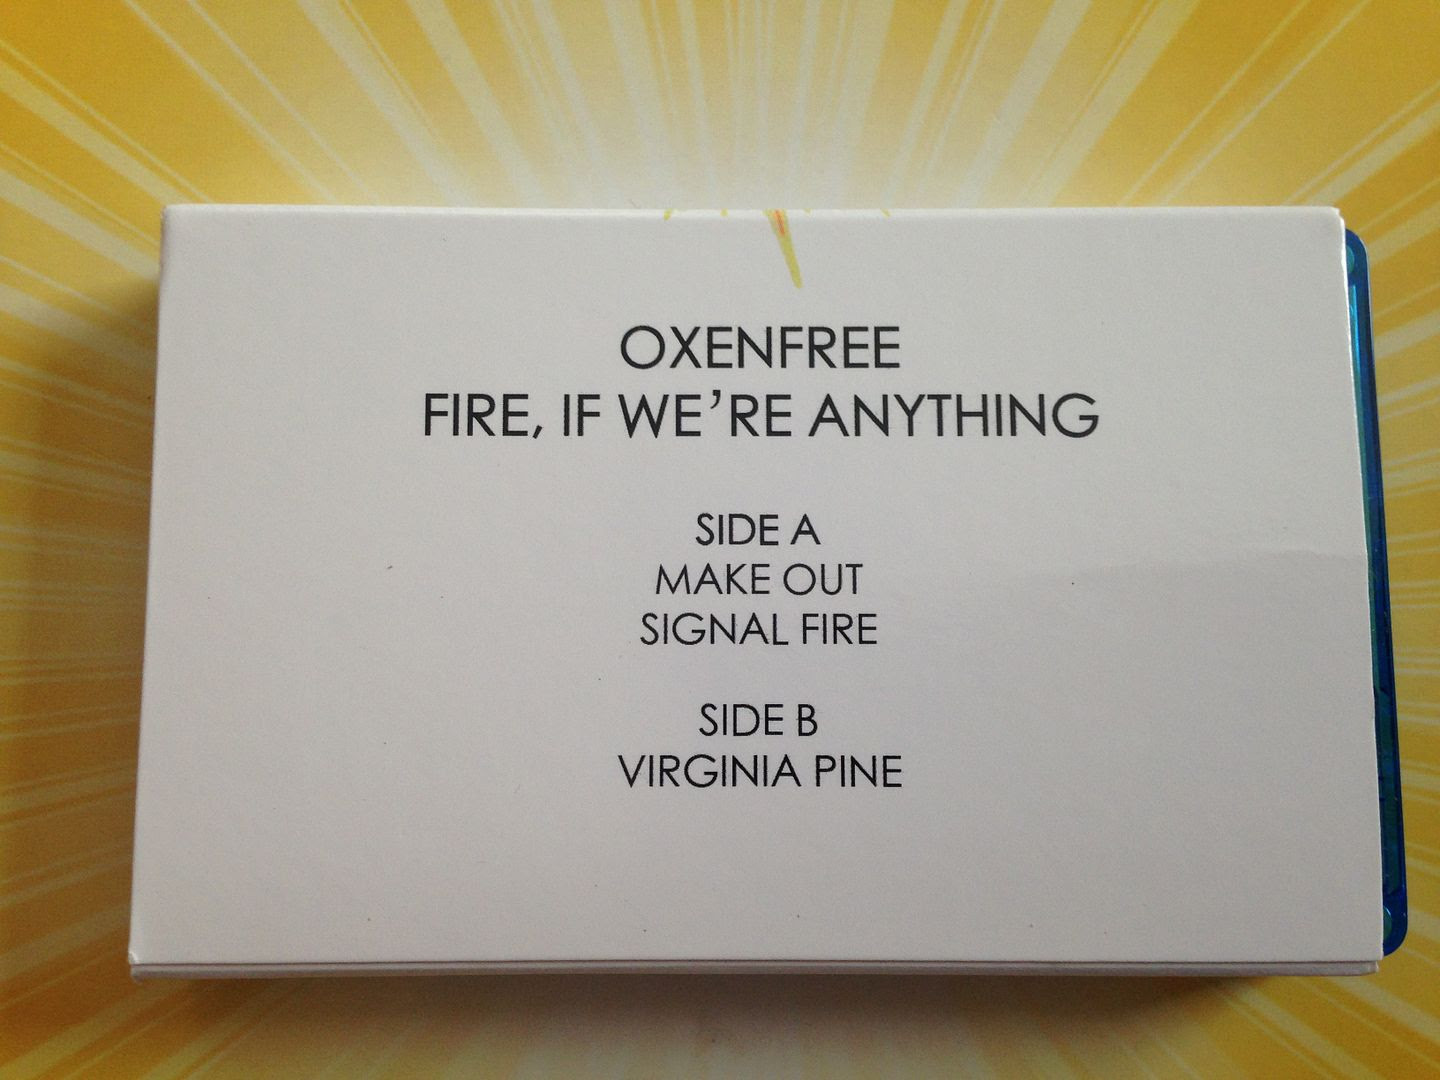 OXENFREE
FIRE, IF WE’RE ANYTHING
SIDE A
MAKE OUT
SIGNAL FIRE
SIDE B
VIRGINIA PINE